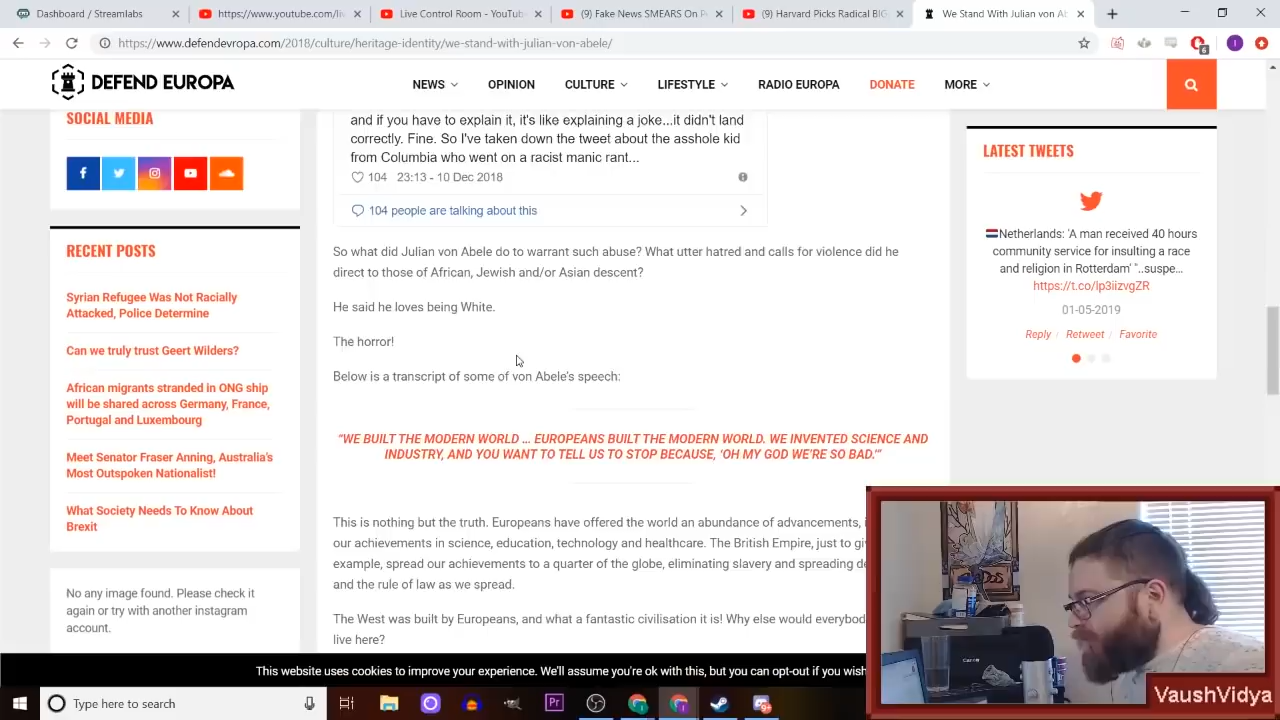 Dashboard - Streamlabs
https://www.youtube.com/live
Live Control Room - YouTube
(9) Fake News SMEARS On P
(9) Harvard Picks Radical BIG
We Stand With Julian von Ab
https://www.defendevropa.com/2018/culture/heritage-identity/we-stand-with-julian-von-abele/
6
I
DEFEND EUROPA
NEWS
OPINION
CULTURE
LIFESTYLE
RADIO EUROPA
DONATE
MORE
SOCIAL MEDIA
RECENT POSTS
Syrian Refugee Was Not Racially
Attacked, Police Determine
Can we truly trust Geert Wilders?
African migrants stranded in ONG ship
will be shared across Germany, France,
Portugal and Luxembourg
Meet Senator Fraser Anning, Australia's
Most Outspoken Nationalist!
What Society Needs To Know About
Brexit
No any image found. Please check it
again or try with another instagram
account.
and if you have to explain it, it's like explaining a joke...it didn't land
correctly. Fine. So I've taken down the tweet about the asshole kid
from Columbia who went on a racist manic rant...
104 23:13 - 10 Dec 2018
104 people are talking about this
So what did Julian von Abele do to warrant such abuse? What utter hatred and calls for violence did he
direct to those of African, Jewish and/or Asian descent?
He said he loves being White.
The horror!
Below is a transcript of some of von Abele's speech:
"WE BUILT THE MODERN WORLD … EUROPEANS BUILT THE MODERN WORLD. WE INVENTED SCIENCE AND
INDUSTRY, AND YOU WANT TO TELL US TO STOP BECAUSE, 'OH MY GOD WE'RE SO BAD.'"
This is nothing but the truth. Europeans have offered the world an abundance of advancements, i
our achievements in science, education, technology and healthcare. The British Empire, just to gi
example, spread our achievements to a quarter of the globe, eliminating slavery and spreading de
and the rule of law as we spread.
The West was built by Europeans, and what a fantastic civilisation it is! Why else would everybod
live here?
LATEST TWEETS
Netherlands: 'A man received 40 hours
community service for insulting a race
and religion in Rotterdam' "..suspe…
https://t.co/lp3iizvgZR
01-05-2019
Reply / Retweet / Favorite
This website uses cookies to improve your experience. We'll assume you're ok with this, but you can opt-out if you wish
VaushVidya
Type here to search
Pr